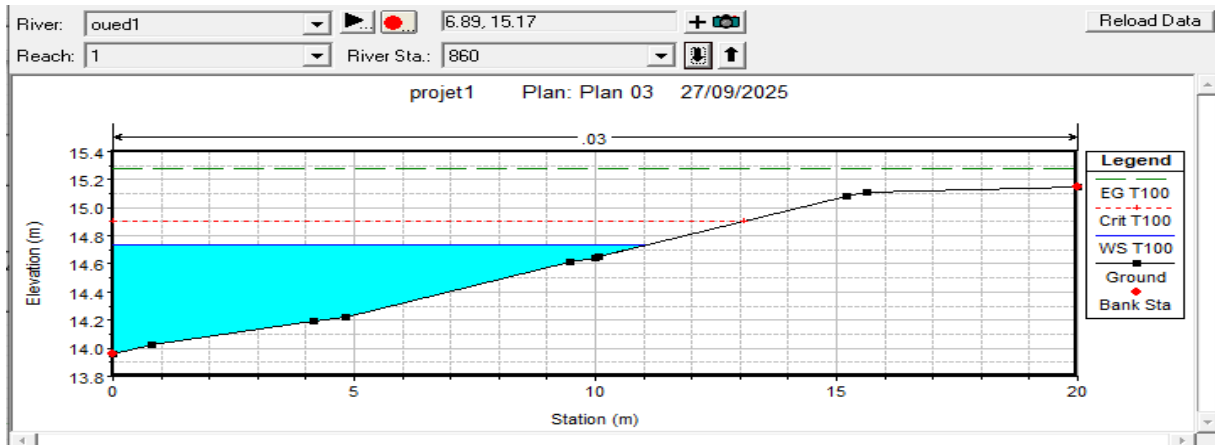 River: oued1 6.89, 15.17 Reload Data
Reach: 1 River Sta.: 860
projet1 Plan: Plan 03 27/09/2025
.03
15.4
15.2
15.0
14.8
14.6
14.4
14.2
14.0
13.8
Elevation (m)
0 5 10 15 20
Station (m)
Legend
EG T100
Crit T100
WS T100
Ground
Bank Sta